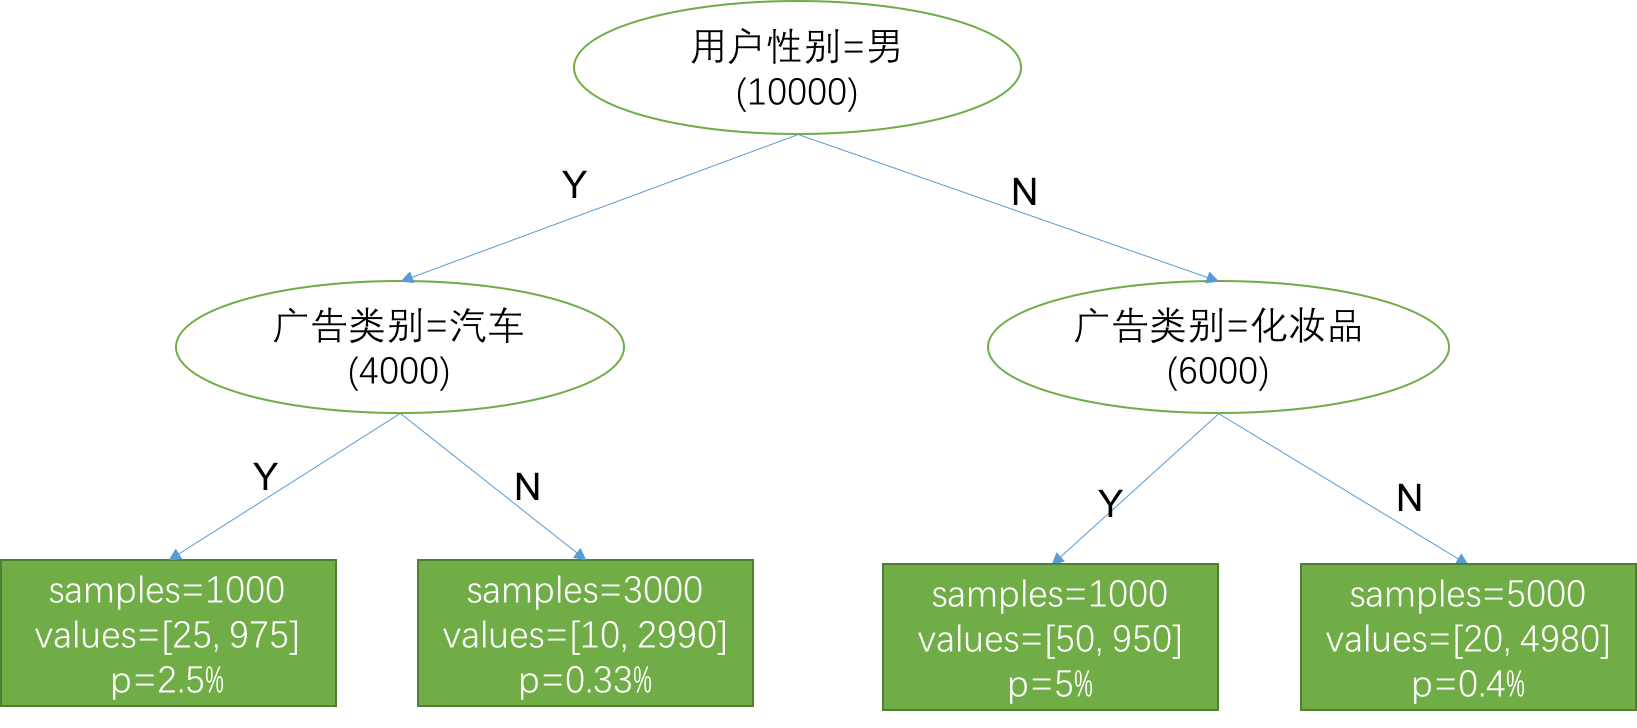 用户性别=男
(10000)
Y
N
广告类别=汽车
(4000)
广告类别=化妆品
(6000)
Y
N
Y
N
samples=1000
values=[25, 975]
p=2.5%
samples=3000
values=[10, 2990]
p=0.33%
samples=1000
values=[50, 950]
p=5%
samples=5000
values=[20, 4980]
p=0.4%